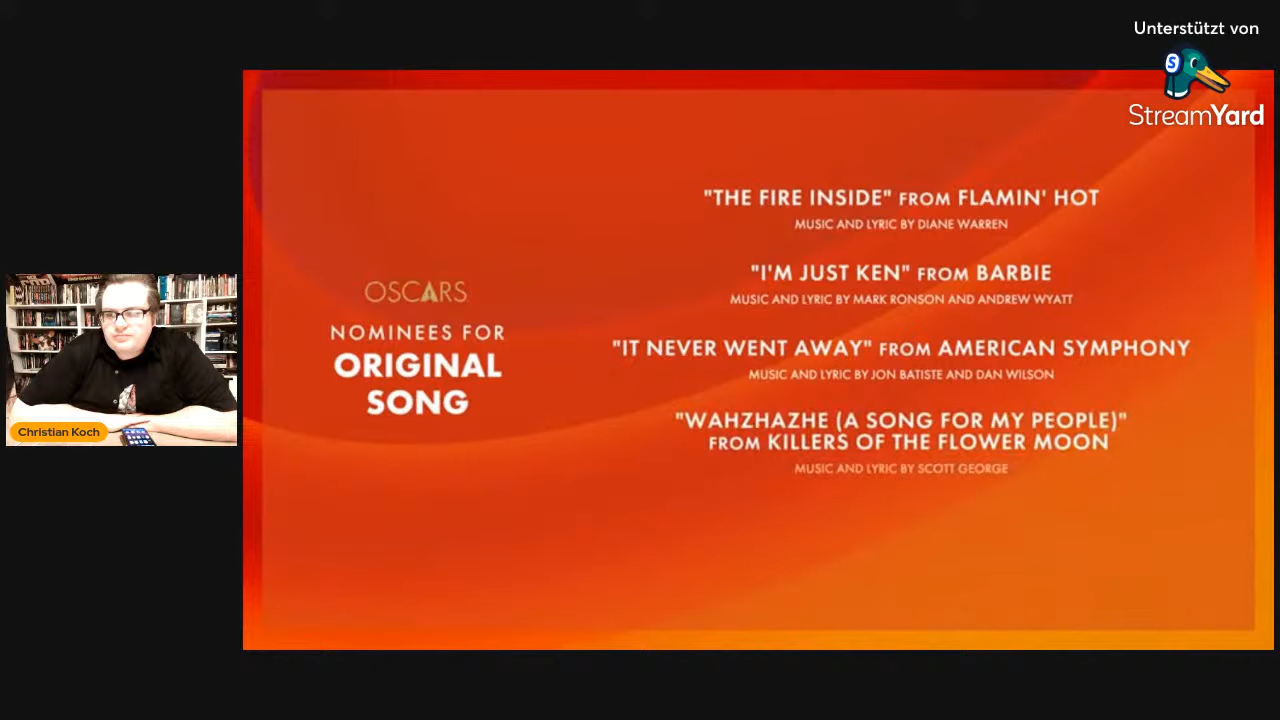 Unterstützt von
S
StreamYard
OSCARS
NOMINEES FOR
ORIGINAL
SONG
"THE FIRE INSIDE" FROM FLAMIN' HOT
MUSIC AND LYRIC BY DIANE WARREN
"I'M JUST KEN" FROM BARBIE
MUSIC AND LYRIC BY MARK RONSON AND ANDREW WYATT
"IT NEVER WENT AWAY" FROM AMERICAN SYMPHONY
MUSIC AND LYRIC BY JON BATISTE AND DAN WILSON
"WAHZHAZHE (A SONG FOR MY PEOPLE)"
FROM KILLERS OF THE FLOWER MOON
MUSIC AND LYRIC BY SCOTT GEORGE
Christian Koch